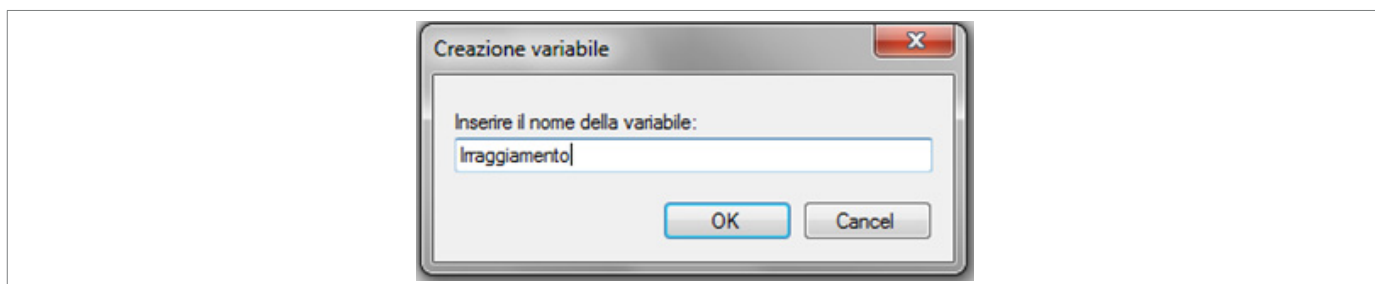 Creazione variabile
Inserire il nome della variabile:
Irraggiamento
OK
Cancel